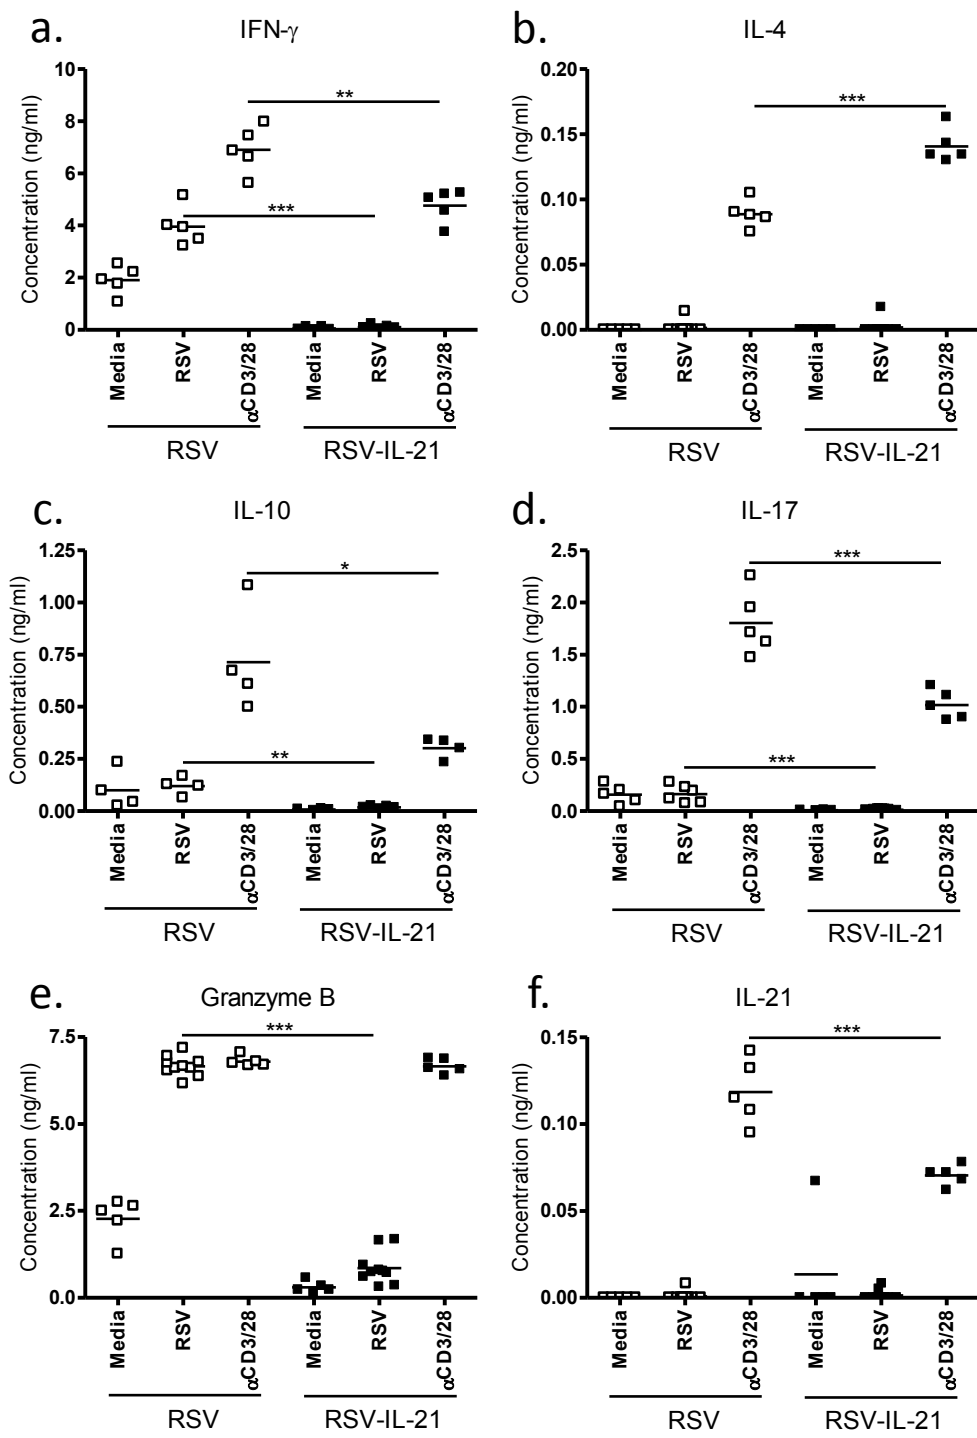 a.
IFN-γ
Concentration (ng/ml)
10
8
6
4
2
0
**
***
Media
RSV
αCD3/28
Media
RSV
αCD3/28
RSV
RSV-IL-21
b.
IL-4
Concentration (ng/ml)
0.20
0.15
0.10
0.05
0.00
***
Media
RSV
αCD3/28
Media
RSV
αCD3/28
RSV
RSV-IL-21
c.
IL-10
Concentration (ng/ml)
1.25
1.00
0.75
0.50
0.25
0.00
*
**
Media
RSV
αCD3/28
Media
RSV
αCD3/28
RSV
RSV-IL-21
d.
IL-17
Concentration (ng/ml)
2.5
2.0
1.5
1.0
0.5
0.0
***
***
Media
RSV
αCD3/28
Media
RSV
αCD3/28
RSV
RSV-IL-21
e.
Granzyme B
Concentration (ng/ml)
7.5
5.0
2.5
0.0
***
Media
RSV
αCD3/28
Media
RSV
αCD3/28
RSV
RSV-IL-21
f.
IL-21
Concentration (ng/ml)
0.15
0.10
0.05
0.00
***
Media
RSV
αCD3/28
Media
RSV
αCD3/28
RSV
RSV-IL-21